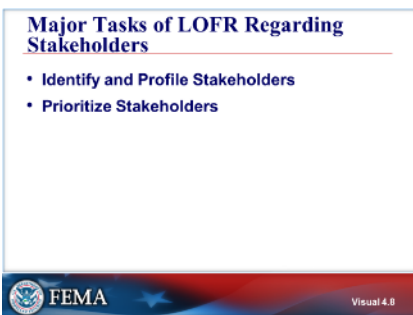 Major Tasks of LOFR Regarding
Stakeholders
• Identify and Profile Stakeholders
• Prioritize Stakeholders
FEMA
Visual 4.8